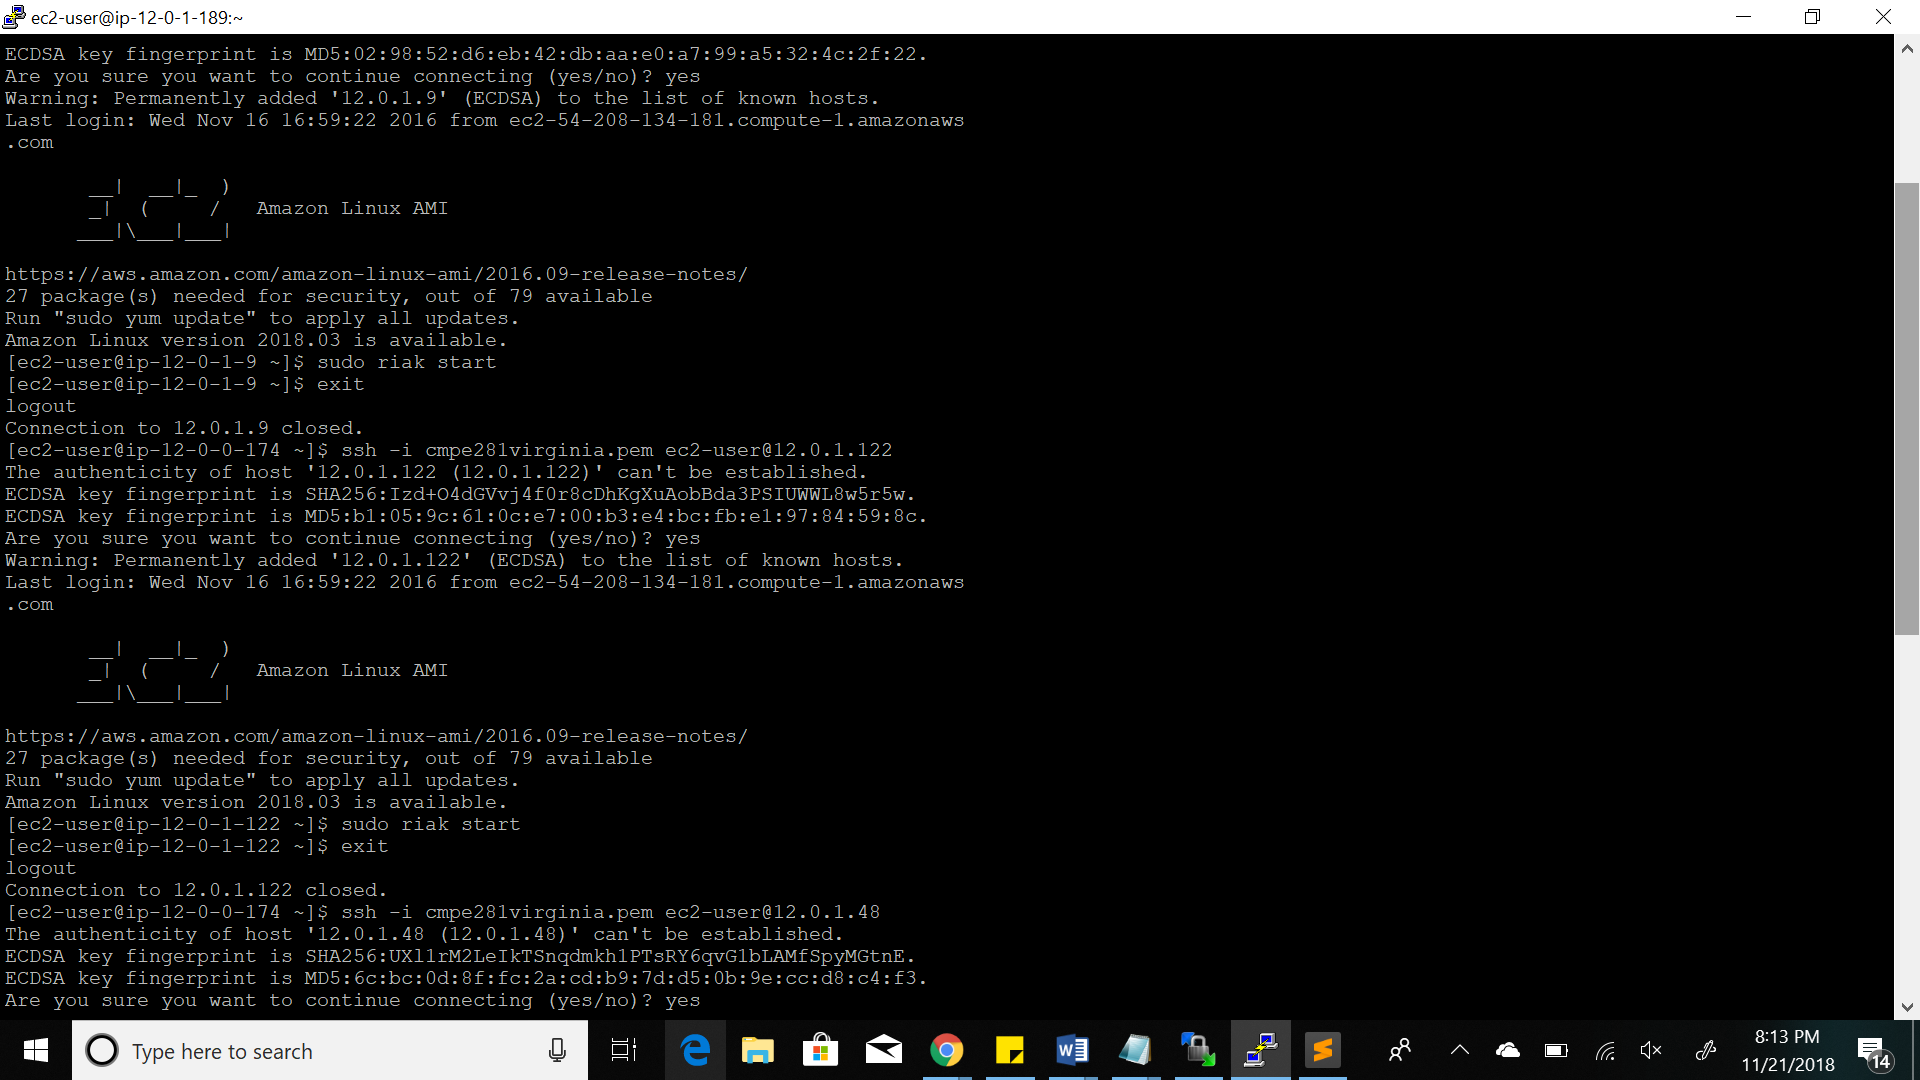 ec2-user@ip-12-0-1-189:~
ECDSA key fingerprint is MD5:02:98:52:d6:eb:42:db:aa:e0:a7:99:a5:32:4c:2f:22.
Are you sure you want to continue connecting (yes/no)? yes
Warning: Permanently added '12.0.1.9' (ECDSA) to the list of known hosts.
Last login: Wed Nov 16 16:59:22 2016 from ec2-54-208-134-181.compute-1.amazonaws
.com
       __|  __|_  )
       _|  (     /   Amazon Linux AMI
      ___|\___|___|
https://aws.amazon.com/amazon-linux-ami/2016.09-release-notes/
27 package(s) needed for security, out of 79 available
Run "sudo yum update" to apply all updates.
Amazon Linux version 2018.03 is available.
[ec2-user@ip-12-0-1-9 ~]$ sudo riak start
[ec2-user@ip-12-0-1-9 ~]$ exit
logout
Connection to 12.0.1.9 closed.
[ec2-user@ip-12-0-0-174 ~]$ ssh -i cmpe281virginia.pem ec2-user@12.0.1.122
The authenticity of host '12.0.1.122 (12.0.1.122)' can't be established.
ECDSA key fingerprint is SHA256:Izd+O4dGVvj4f0r8cDhKgXuAobBda3PSIUWWL8w5r5w.
ECDSA key fingerprint is MD5:b1:05:9c:61:0c:e7:00:b3:e4:bc:fb:e1:97:84:59:8c.
Are you sure you want to continue connecting (yes/no)? yes
Warning: Permanently added '12.0.1.122' (ECDSA) to the list of known hosts.
Last login: Wed Nov 16 16:59:22 2016 from ec2-54-208-134-181.compute-1.amazonaws
.com
       __|  __|_  )
       _|  (     /   Amazon Linux AMI
      ___|\___|___|
https://aws.amazon.com/amazon-linux-ami/2016.09-release-notes/
27 package(s) needed for security, out of 79 available
Run "sudo yum update" to apply all updates.
Amazon Linux version 2018.03 is available.
[ec2-user@ip-12-0-1-122 ~]$ sudo riak start
[ec2-user@ip-12-0-1-122 ~]$ exit
logout
Connection to 12.0.1.122 closed.
[ec2-user@ip-12-0-0-174 ~]$ ssh -i cmpe281virginia.pem ec2-user@12.0.1.48
The authenticity of host '12.0.1.48 (12.0.1.48)' can't be established.
ECDSA key fingerprint is SHA256:UXl1rM2LeIkTSnqdmkh1PTsRY6qvGlbLAMfSpyMGtnE.
ECDSA key fingerprint is MD5:6c:bc:0d:8f:fc:2a:cd:b9:7d:d5:0b:9e:cc:d8:c4:f3.
Are you sure you want to continue connecting (yes/no)? yes
Type here to search
8:13 PM
11/21/2018
14